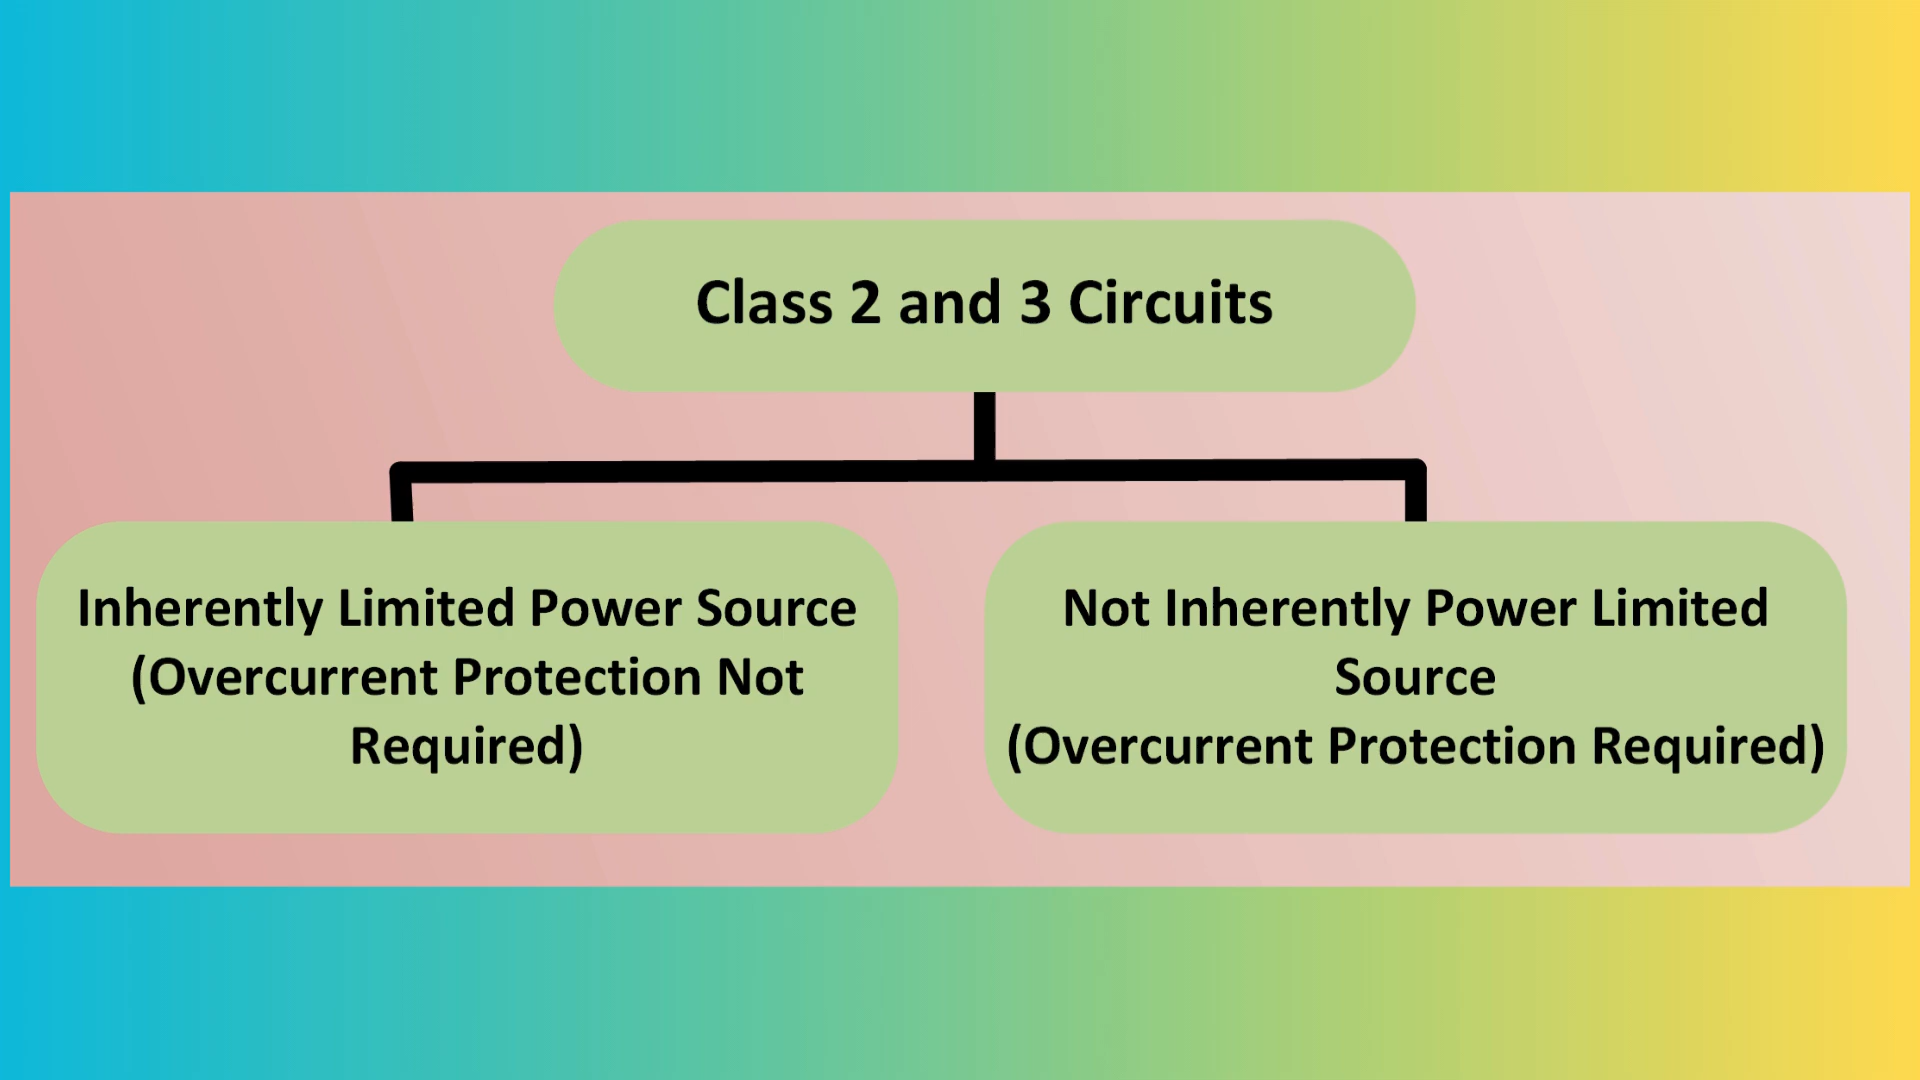 Class 2 and 3 Circuits
Inherently Limited Power Source
(Overcurrent Protection Not
Required)
Not Inherently Power Limited
Source
(Overcurrent Protection Required)